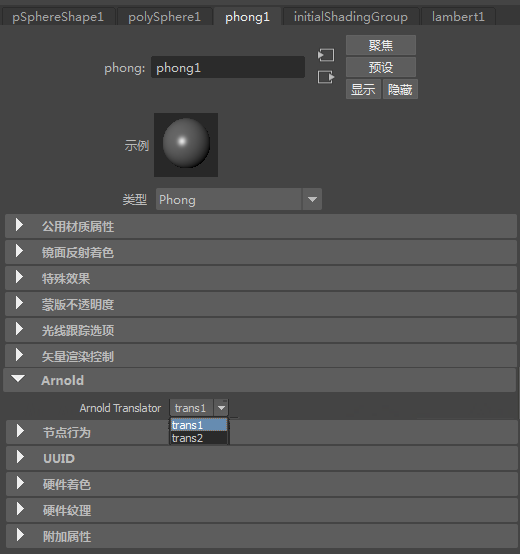 pSphereShape1 polySphere1 phong1 initialShadingGroup lambert1
聚焦
phong: phong1 预设
显示 隐藏
示例
类型 Phong
公用材质属性
镜面反射着色
特殊效果
蒙版不透明度
光线跟踪选项
矢量渲染控制
Arnold
Arnold Translator trans1
trans1
节点行为
trans2
UUID
硬件着色
硬件纹理
附加属性